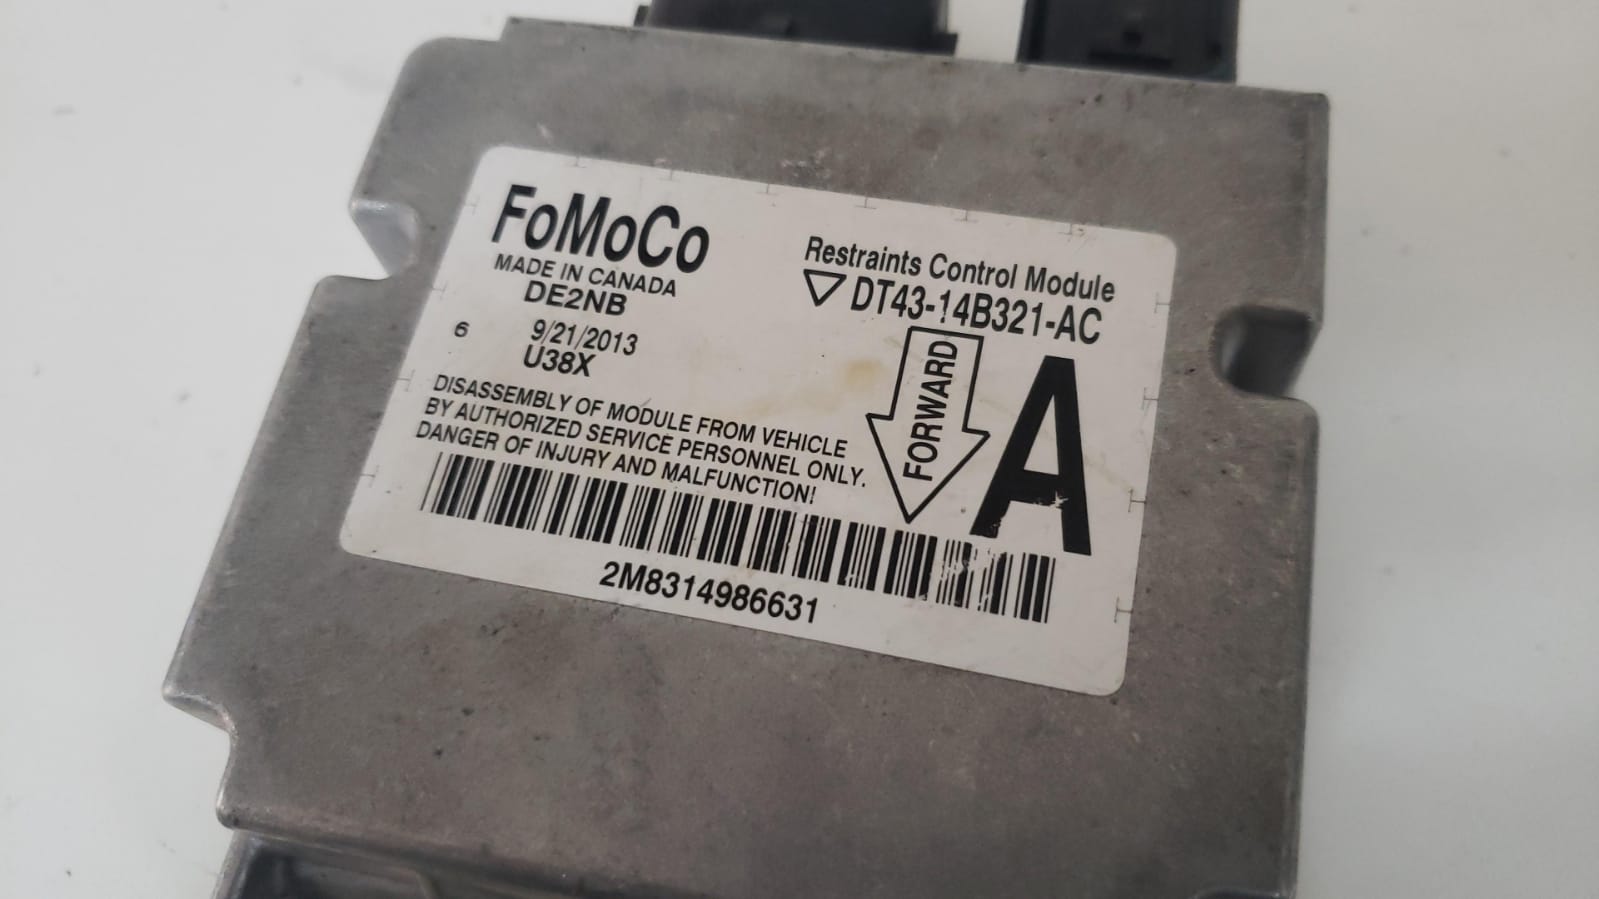 FoMoCo
MADE IN CANADA
DE2NB
6 9/21/2013
U38X
Restraints Control Module
DT43-14B321-AC
FORWARD
A
DISASSEMBLY OF MODULE FROM VEHICLE
BY AUTHORIZED SERVICE PERSONNEL ONLY.
DANGER OF INJURY AND MALFUNCTION!
2M8314986631